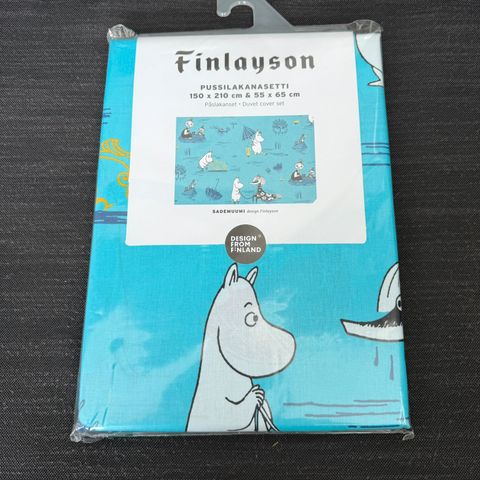 Finlayson
PUSSILAKANASETTI
150 x 210 cm & 55 x 65 cm
Påslakanset • Duvet cover set
SADEMUUMI design Finlayson
DESIGN
FROM
FINLAND